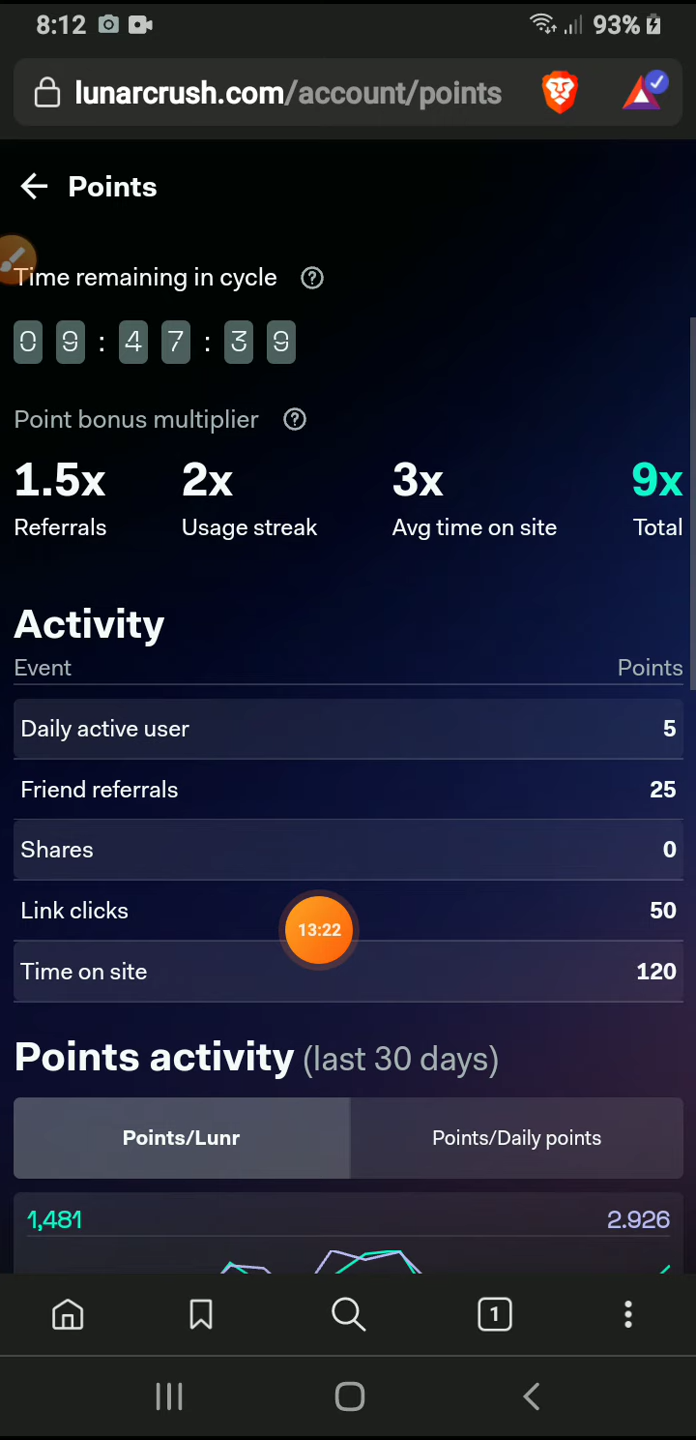 8:12 93%
lunarcrush.com/account/points
Points
Time remaining in cycle
09:47:39
Point bonus multiplier
1.5x 2x 3x 9x
Referrals Usage streak Avg time on site Total
Activity
Event Points
Daily active user 5
Friend referrals 25
Shares 0
Link clicks 50
13:22
Time on site 120
Points activity (last 30 days)
Points/Lunr Points/Daily points
1,481 2.926
1